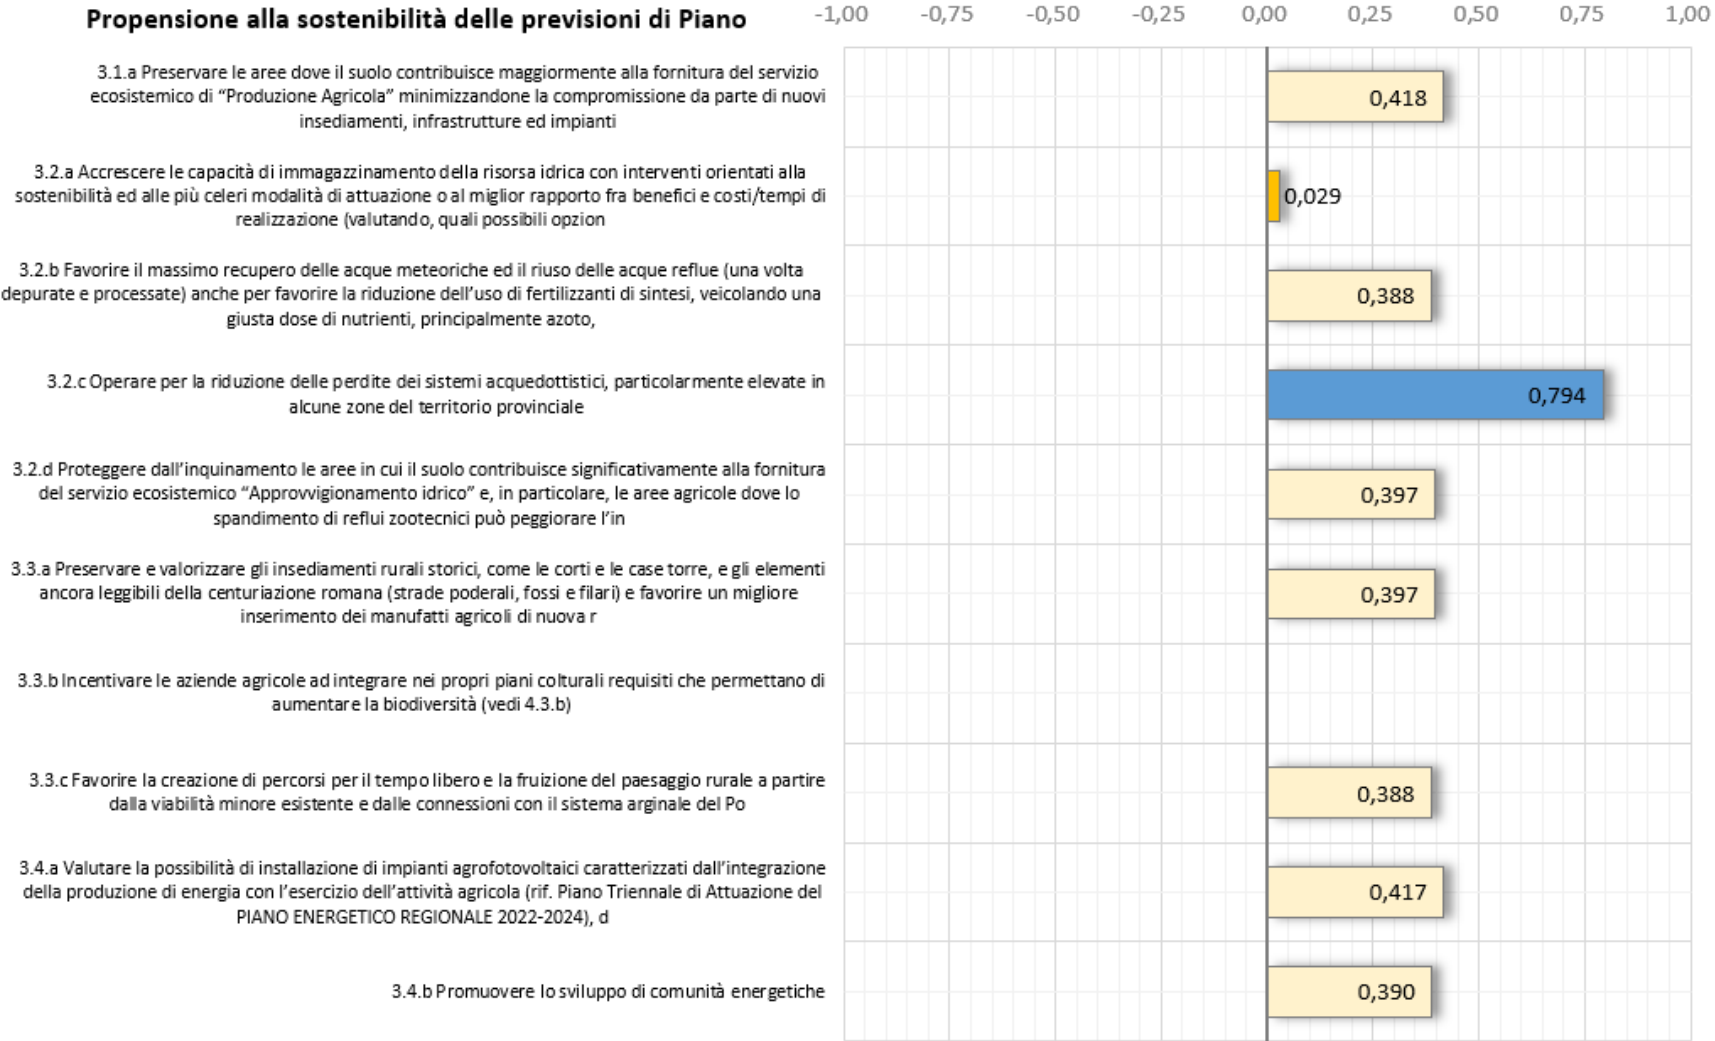 Propensione alla sostenibilità delle previsioni di Piano
-1,00 -0,75 -0,50 -0,25 0,00 0,25 0,50 0,75 1,00
3.1.a Preservare le aree dove il suolo contribuisce maggiormente alla fornitura del servizio
ecosistemico di “Produzione Agricola” minimizzandone la compromissione da parte di nuovi
insediamenti, infrastrutture ed impianti
0,418
3.2.a Accrescere le capacità di immagazzinamento della risorsa idrica con interventi orientati alla
sostenibilità ed alle più celeri modalità di attuazione o al miglior rapporto fra benefici e costi/tempi di
realizzazione (valutando, quali possibili opzion
0,029
3.2.b Favorire il massimo recupero delle acque meteoriche ed il riuso delle acque reflue (una volta
depurate e processate) anche per favorire la riduzione dell’uso di fertilizzanti di sintesi, veicolando una
giusta dose di nutrienti, principalmente azoto,
0,388
3.2.c Operare per la riduzione delle perdite dei sistemi acquedottistici, particolarmente elevate in
alcune zone del territorio provinciale
0,794
3.2.d Proteggere dall’inquinamento le aree in cui il suolo contribuisce significativamente alla fornitura
del servizio ecosistemico “Approvvigionamento idrico” e, in particolare, le aree agricole dove lo
spandimento di reflui zootecnici può peggiorare l’in
0,397
3.3.a Preservare e valorizzare gli insediamenti rurali storici, come le corti e le case torre, e gli elementi
ancora leggibili della centuriazione romana (strade poderali, fossi e filari) e favorire un migliore
inserimento dei manufatti agricoli di nuova r
0,397
3.3.b Incentivare le aziende agricole ad integrare nei propri piani colturali requisiti che permettano di
aumentare la biodiversità (vedi 4.3.b)
3.3.c Favorire la creazione di percorsi per il tempo libero e la fruizione del paesaggio rurale a partire
dalla viabilità minore esistente e dalle connessioni con il sistema arginale del Po
0,388
3.4.a Valutare la possibilità di installazione di impianti agrofotovoltaici caratterizzati dall’integrazione
della produzione di energia con l’esercizio dell’attività agricola (rif. Piano Triennale di Attuazione del
PIANO ENERGETICO REGIONALE 2022-2024), d
0,417
3.4.b Promuovere lo sviluppo di comunità energetiche
0,390